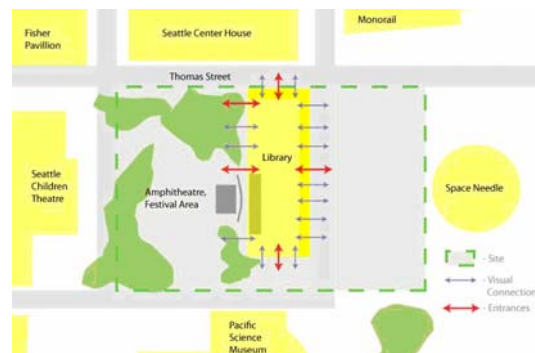 Monorail
Fisher
Pavillion
Seattle Center House
Thomas Street
Library
Seattle
Children
Theatre
Amphitheatre,
Festival Area
Space Needle
- Site
- Visual
Connection
- Entrances
Pacific
Science
Museum